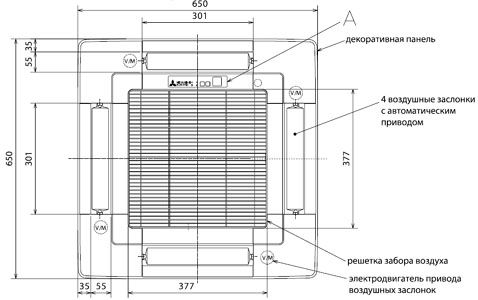 650
301
A
декоративная панель
35
55
V/M
V/M
4 воздушные заслонки
с автоматическим
приводом
650
301
377
V/M
V/M
решетка забора воздуха
35
55
377
электродвигатель привода
воздушных заслонок